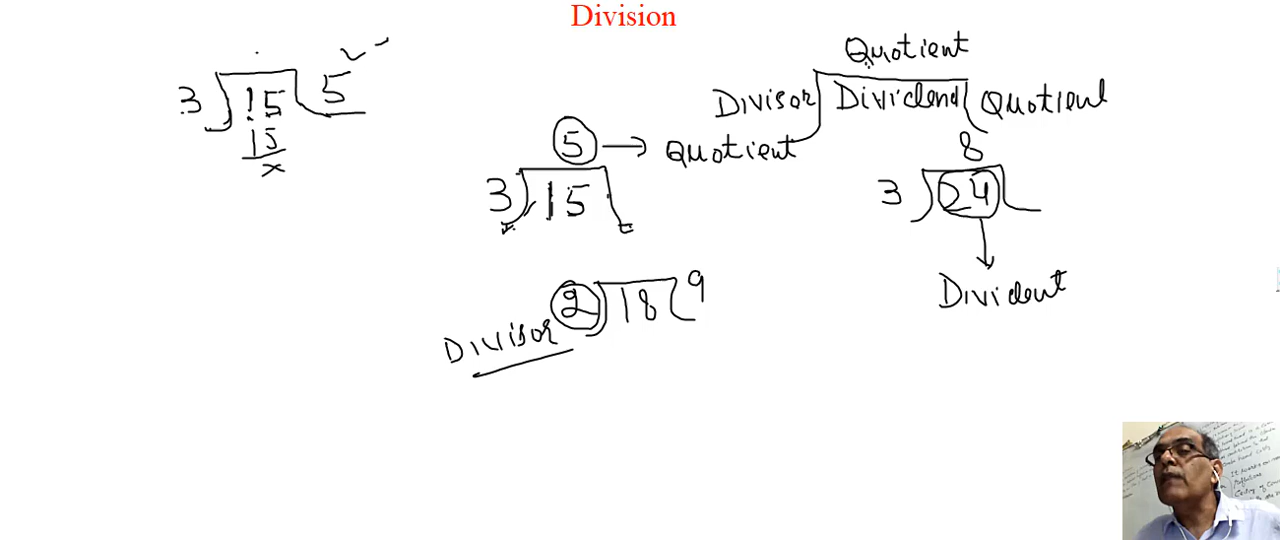 Division
3 15 5
15
x
Quotient
Divisor Dividend Quotient
5 → Quotient
3 15
8
3 24
Divident
2 18 9
Divisor